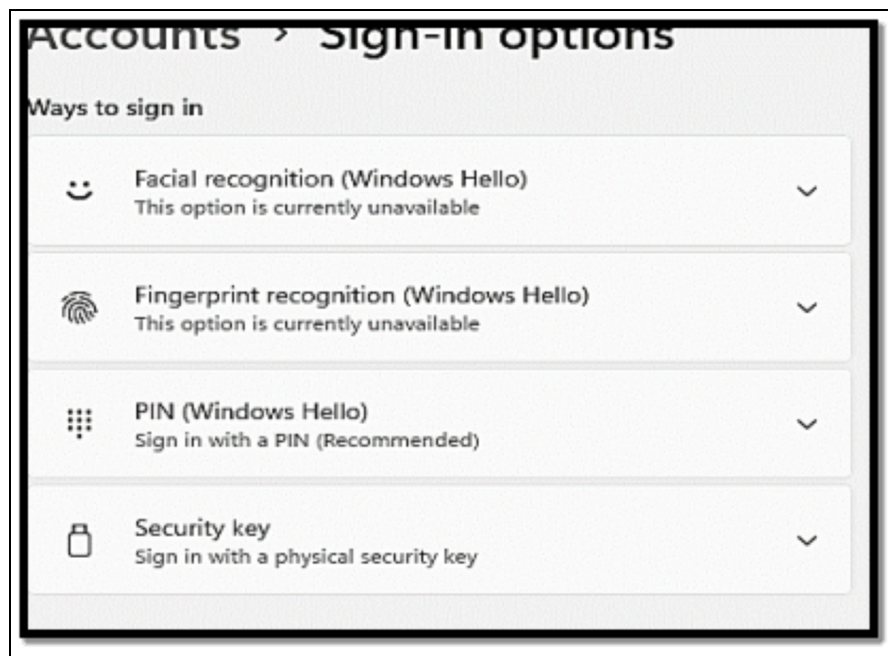 Accounts > Sign-in options
Ways to sign in
Facial recognition (Windows Hello)
This option is currently unavailable
Fingerprint recognition (Windows Hello)
This option is currently unavailable
PIN (Windows Hello)
Sign in with a PIN (Recommended)
Security key
Sign in with a physical security key